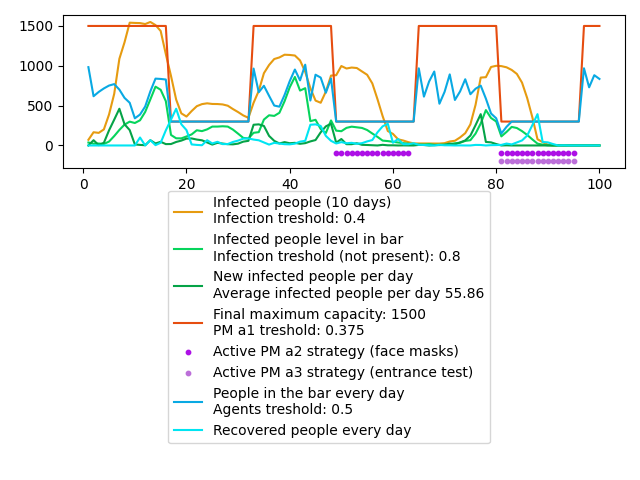 1500
1000
500
0
0 20 40 60 80 100
Infected people (10 days)
Infection treshold: 0.4
Infected people level in bar
Infection treshold (not present): 0.8
New infected people per day
Average infected people per day 55.86
Final maximum capacity: 1500
PM a1 treshold: 0.375
Active PM a2 strategy (face masks)
Active PM a3 strategy (entrance test)
People in the bar every day
Agents treshold: 0.5
Recovered people every day